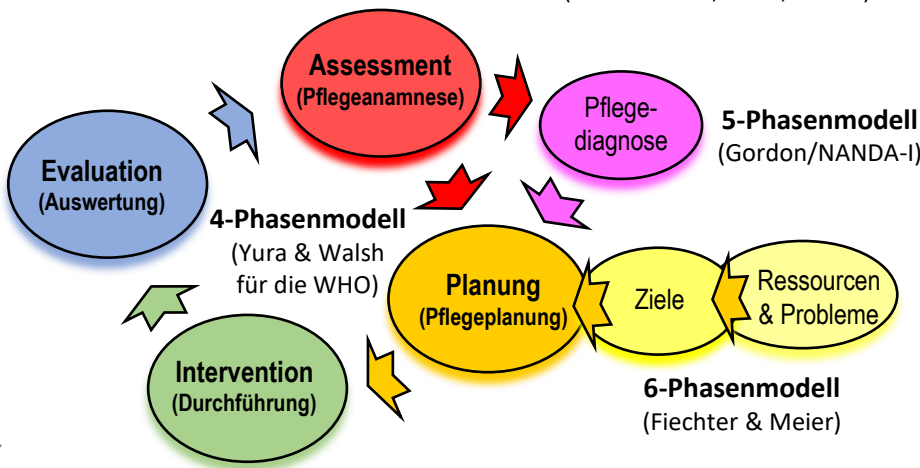 Assessment
(Pflegeanamnese)
Pflege-
diagnose
5-Phasenmodell
(Gordon/NANDA-I)
Evaluation
(Auswertung)
4-Phasenmodell
(Yura & Walsh
für die WHO)
Planung
(Pflegeplanung)
Ziele
Ressourcen
& Probleme
Intervention
(Durchführung)
6-Phasenmodell
(Fiechter & Meier)